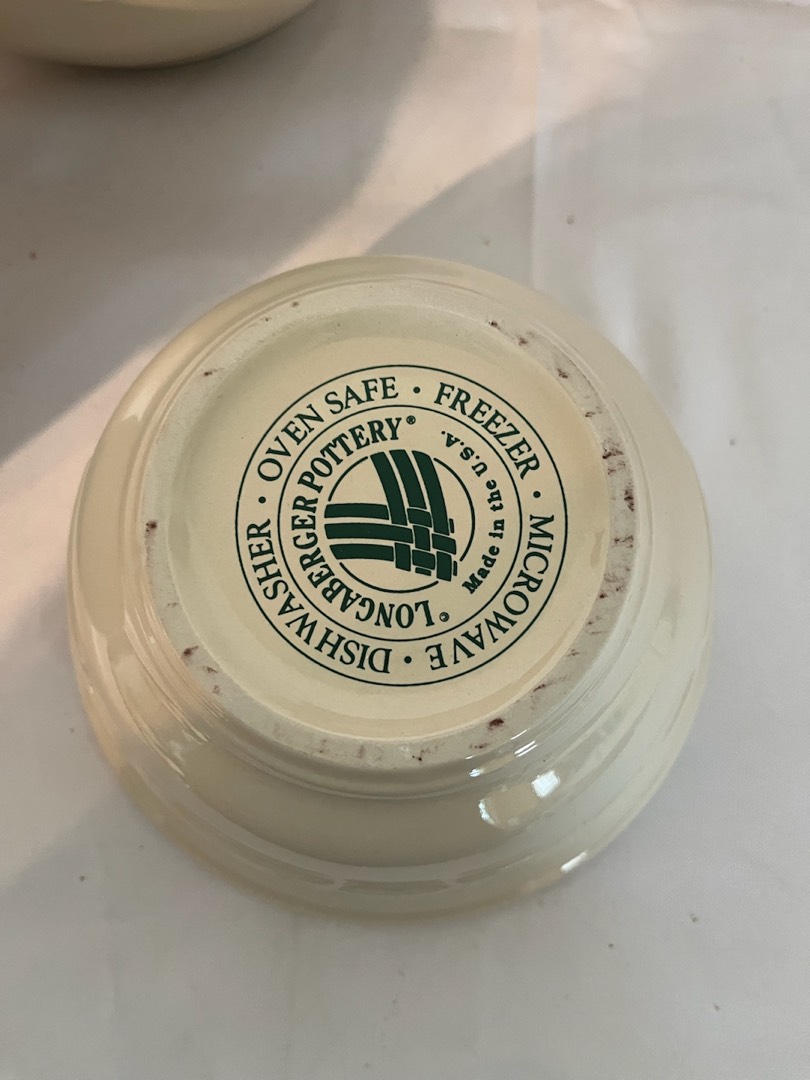 OVEN SAFE · FREEZER · MICROWAVE · DISHWASHER ·
© LONGABERGER POTTERY®
Made in the U.S.A.